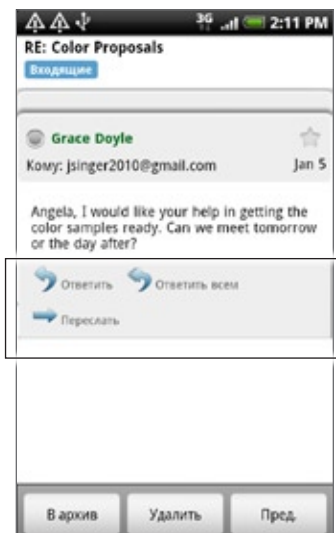 3G 2:11 PM
RE: Color Proposals
Входящие
Grace Doyle
Кому: jsinger2010@gmail.com Jan 5
Angela, I would like your help in getting the
color samples ready. Can we meet tomorrow
or the day after?
Ответить Ответить всем
Переслать
В архив Удалить Пред.